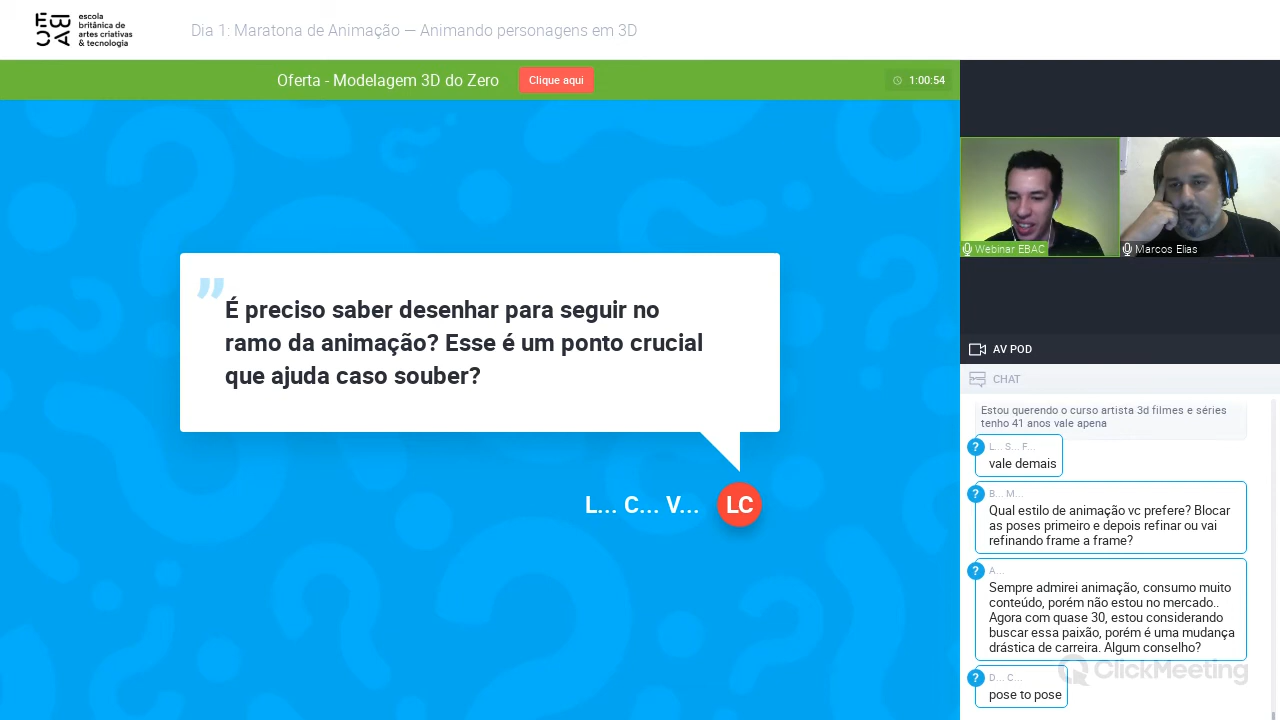 EBAC
escola
britânica de
artes criativas
& tecnologia
Dia 1: Maratona de Animação — Animando personagens em 3D
Oferta - Modelagem 3D do Zero
Clique aqui
1:00:54
É preciso saber desenhar para seguir no
ramo da animação? Esse é um ponto crucial
que ajuda caso souber?
L... C... V...
LC
Webinar EBAC
Marcos Elias
AV POD
CHAT
Estou querendo o curso artista 3d filmes e séries
tenho 41 anos vale apena
? L... S... F...
vale demais
? B... M...
Qual estilo de animação vc prefere? Blocar
as poses primeiro e depois refinar ou vai
refinando frame a frame?
? A...
Sempre admirei animação, consumo muito
conteúdo, porém não estou no mercado..
Agora com quase 30, estou considerando
buscar essa paixão, porém é uma mudança
drástica de carreira. Algum conselho?
? D... C...
pose to pose
ClickMeeting